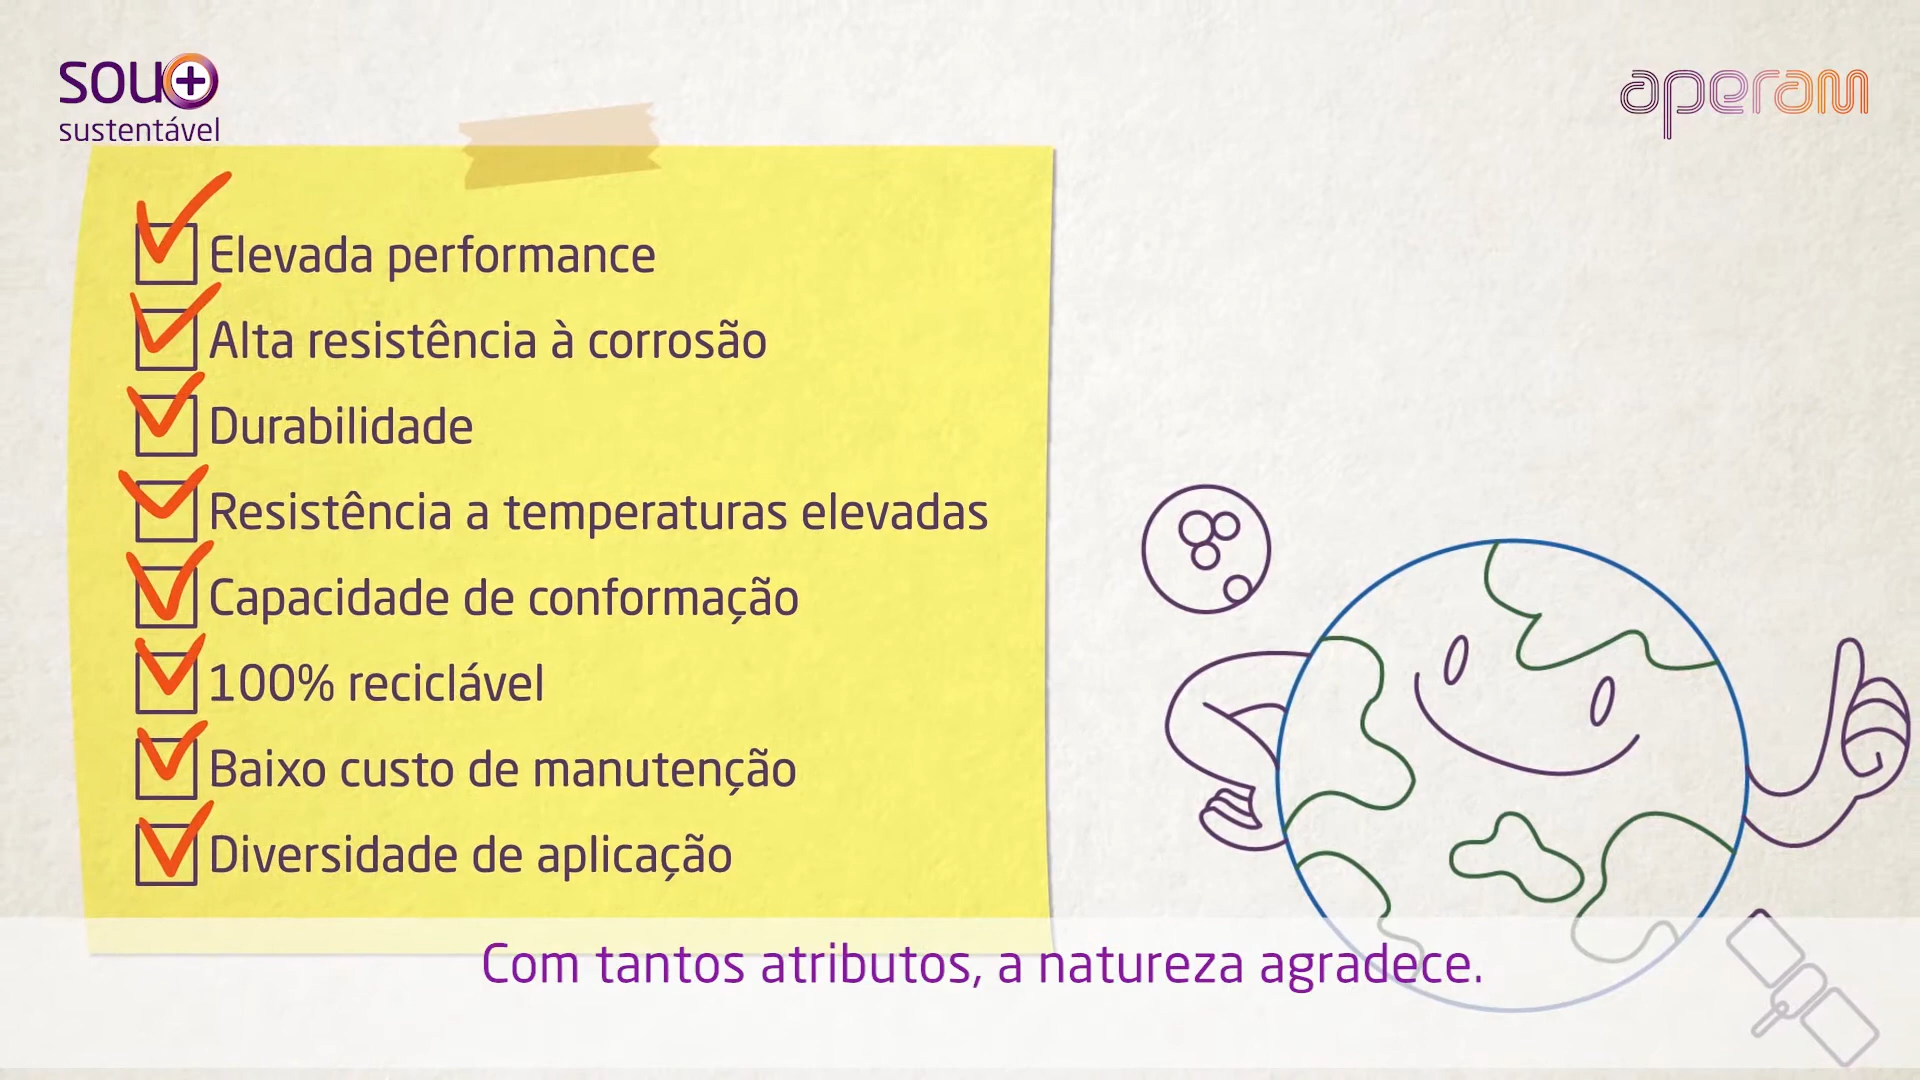 sou+
sustentável
aperam
Elevada performance
Alta resistência à corrosão
Durabilidade
Resistência a temperaturas elevadas
Capacidade de conformação
100% reciclável
Baixo custo de manutenção
Diversidade de aplicação
Com tantos atributos, a natureza agradece.